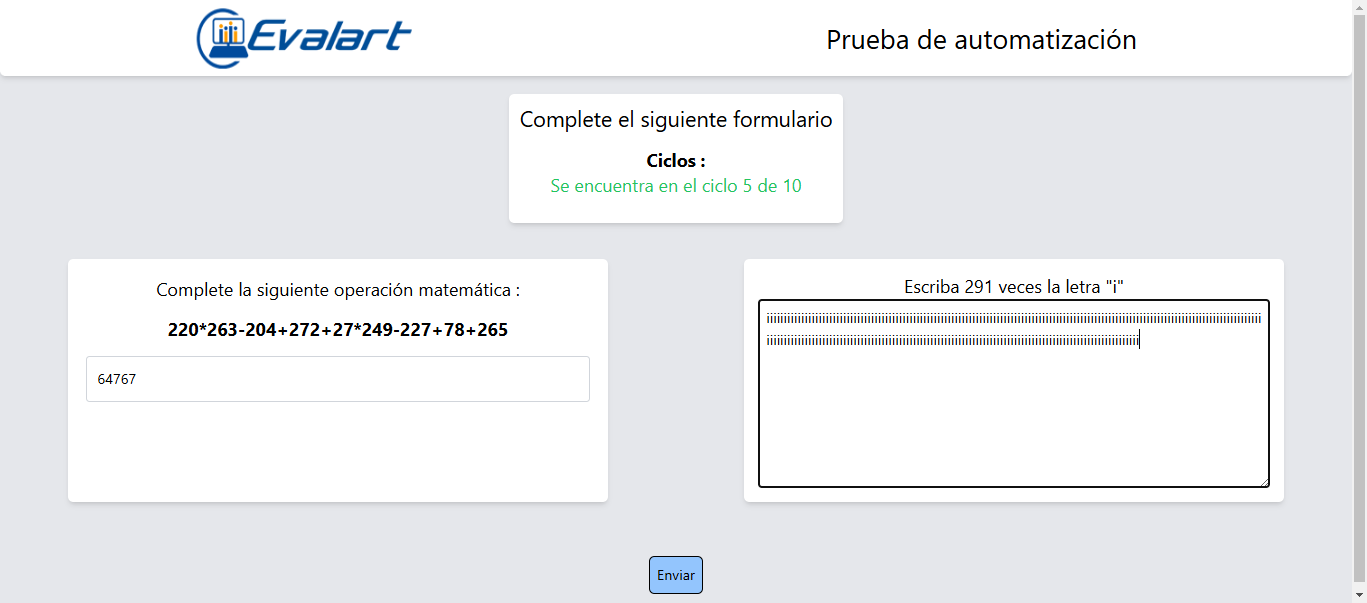 Evalart
Prueba de automatización
Complete el siguiente formulario
Ciclos :
Se encuentra en el ciclo 5 de 10
Complete la siguiente operación matemática :
220*263-204+272+27*249-227+78+265
64767
Escriba 291 veces la letra "i"
iiiiiiiiiiiiiiiiiiiiiiiiiiiiiiiiiiiiiiiiiiiiiiiiiiiiiiiiiiiiiiiiiiiiiiiiiiiiiiiiiiiiiiiiiiiiiiiiiiiiiiiiiiiiiiiiiiiiiiiiiiiiiiiiiiiiiiiiiiiiiiiiiiiiiiiiiiiiiiiiii
iiiiiiiiiiiiiiiiiiiiiiiiiiiiiiiiiiiiiiiiiiiiiiiiiiiiiiiiiiiiiiiiiiiiiiiiiiiiiiiiiiiiiiiiiiiiiiiiiiiiiiiiiiiiiiiiiiiiiiiiiii
Enviar